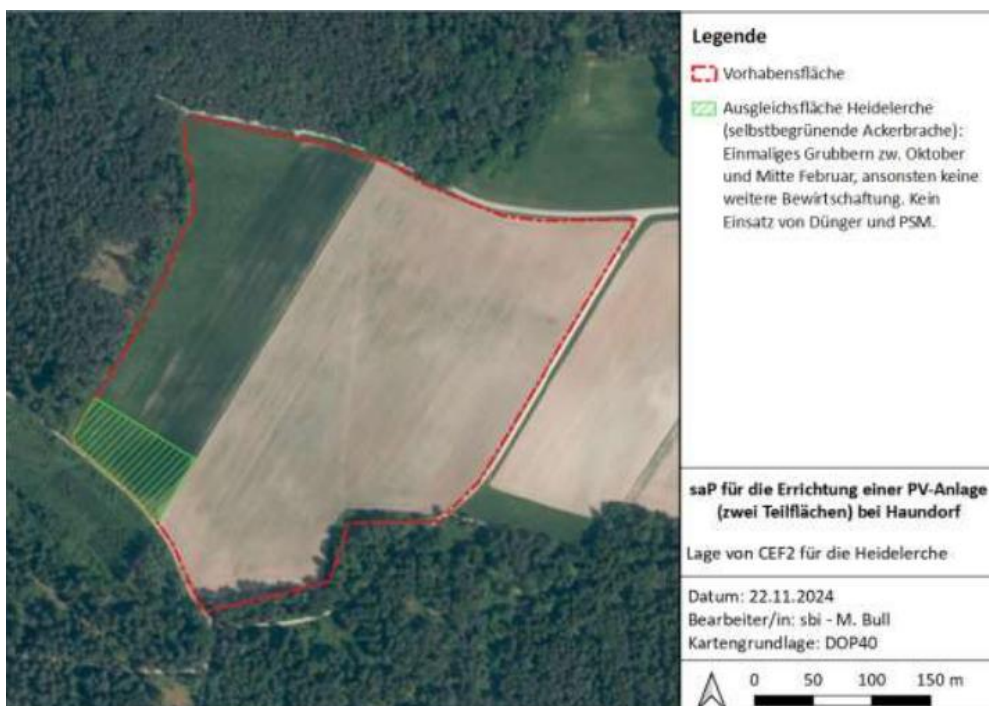 Legende
Vorhabensfläche
Ausgleichsfläche Heidelerche
(selbstbegrünende Ackerbrache):
Einmaliges Grubbern zw. Oktober
und Mitte Februar, ansonsten keine
weitere Bewirtschaftung. Kein
Einsatz von Dünger und PSM.
saP für die Errichtung einer PV-Anlage
(zwei Teilflächen) bei Haundorf
Lage von CEF2 für die Heidelerche
Datum: 22.11.2024
Bearbeiter/in: sbi - M. Bull
Kartengrundlage: DOP40
0 50 100 150 m